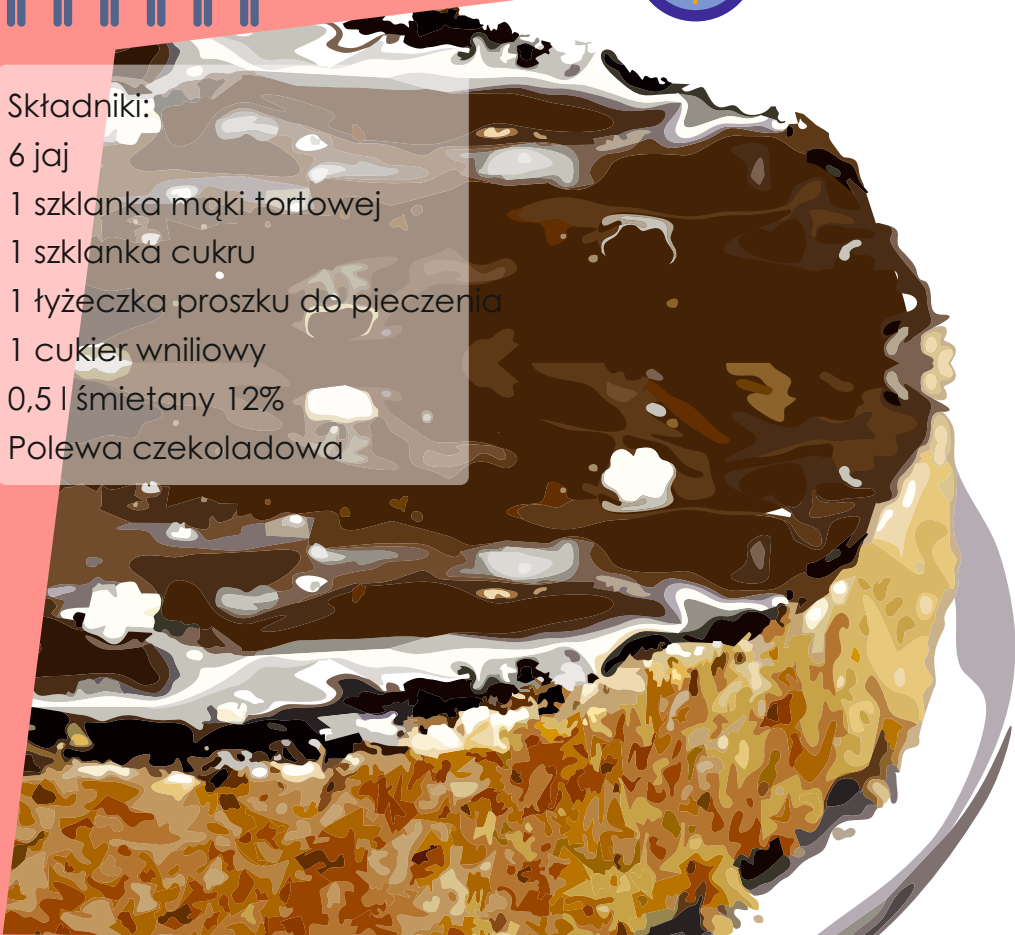 Składniki:
6 jaj
1 szklanka mąki tortowej
1 szklanka cukru
1 łyżeczka proszku do pieczenia
1 cukier wniliowy
0,5 l śmietany 12%
Polewa czekoladowa